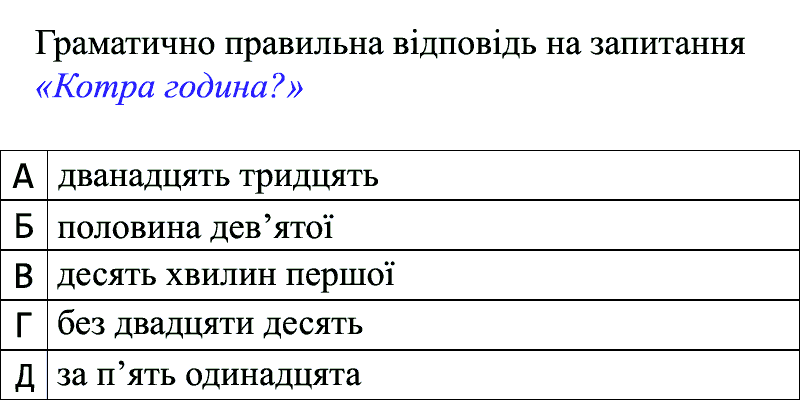 Граматично правильна відповідь на запитання
«Котра година?»
А дванадцять тридцять
Б половина дев’ятої
В десять хвилин першої
Г без двадцяти десять
Д за п’ять одинадцята